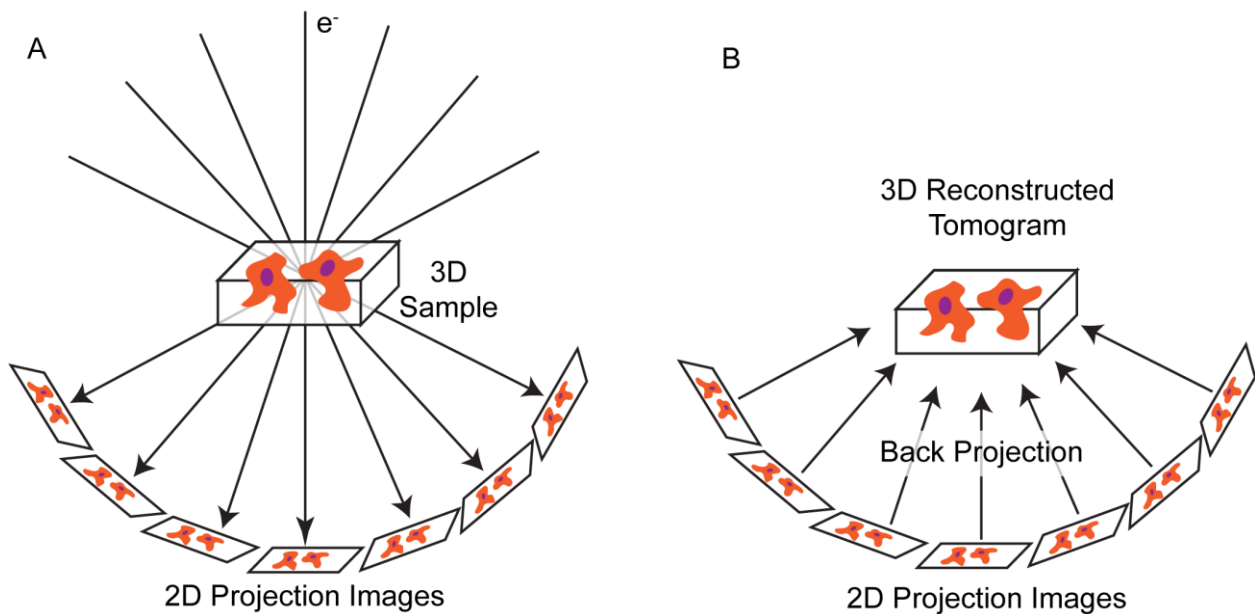 A
e-
3D
Sample
2D Projection Images
B
3D Reconstructed
Tomogram
Back Projection
2D Projection Images